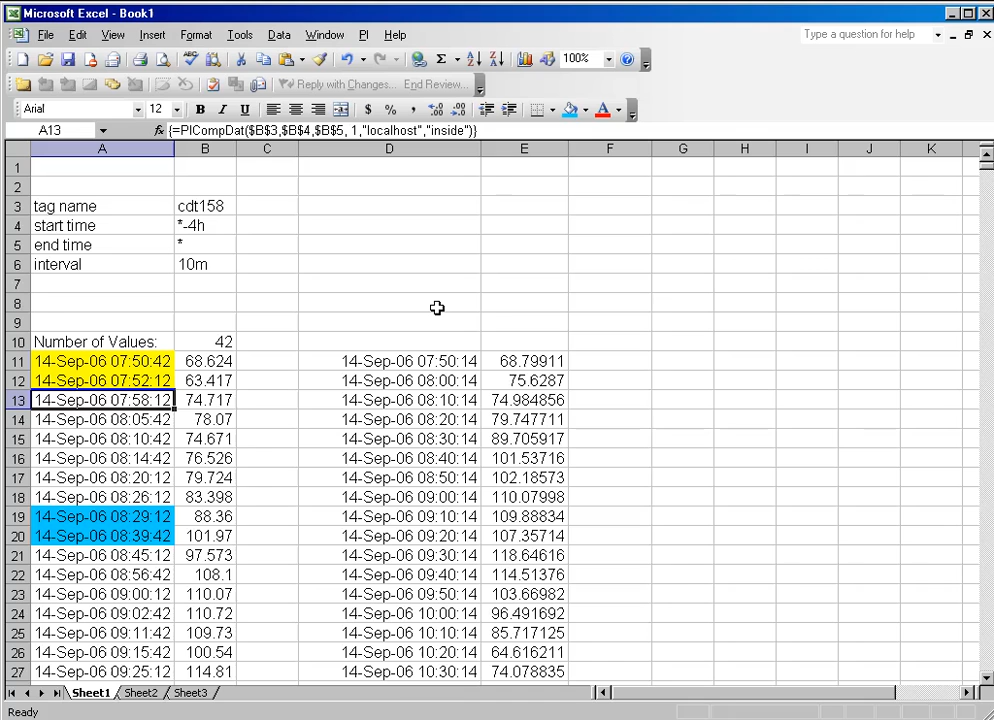 Microsoft Excel - Book1
File Edit View Insert Format Tools Data Window PI Help Type a question for help
100%
Reply with Changes... End Review...
Arial 12 B I U $ % ,
A13 fx {=PICompDat($B$3,$B$4,$B$5, 1,"localhost","inside")}
A B C D E F G H I J K
1
2
3 tag name cdt158
4 start time *-4h
5 end time *
6 interval 10m
7
8
9
10 Number of Values: 42
11 14-Sep-06 07:50:42 68.624 14-Sep-06 07:50:14 68.79911
12 14-Sep-06 07:52:12 63.417 14-Sep-06 08:00:14 75.6287
13 14-Sep-06 07:58:12 74.717 14-Sep-06 08:10:14 74.984856
14 14-Sep-06 08:05:42 78.07 14-Sep-06 08:20:14 79.747711
15 14-Sep-06 08:10:42 74.671 14-Sep-06 08:30:14 89.705917
16 14-Sep-06 08:14:42 76.526 14-Sep-06 08:40:14 101.53716
17 14-Sep-06 08:20:12 79.724 14-Sep-06 08:50:14 102.18573
18 14-Sep-06 08:26:12 83.398 14-Sep-06 09:00:14 110.07998
19 14-Sep-06 08:29:12 88.36 14-Sep-06 09:10:14 109.88834
20 14-Sep-06 08:39:42 101.97 14-Sep-06 09:20:14 107.35714
21 14-Sep-06 08:45:12 97.573 14-Sep-06 09:30:14 118.64616
22 14-Sep-06 08:56:42 108.1 14-Sep-06 09:40:14 114.51376
23 14-Sep-06 09:00:12 110.07 14-Sep-06 09:50:14 103.66982
24 14-Sep-06 09:02:42 110.72 14-Sep-06 10:00:14 96.491692
25 14-Sep-06 09:11:42 109.73 14-Sep-06 10:10:14 85.717125
26 14-Sep-06 09:15:42 100.54 14-Sep-06 10:20:14 64.616211
27 14-Sep-06 09:25:12 114.81 14-Sep-06 10:30:14 74.078835
Sheet1 Sheet2 Sheet3
Ready